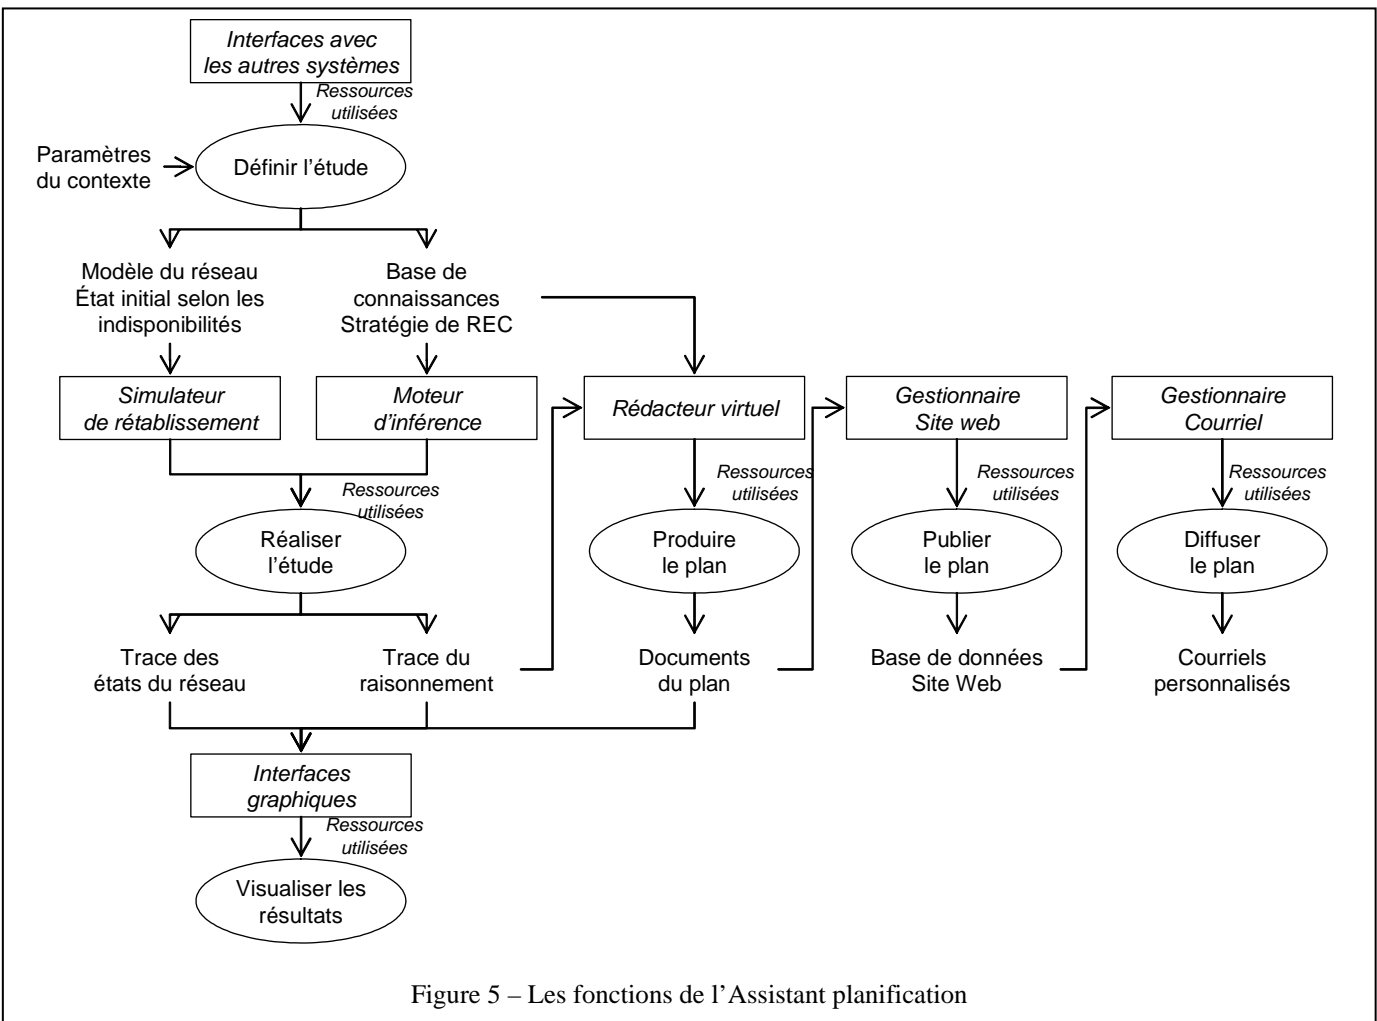 Interfaces avec
les autres systèmes
Ressources
utilisées
Paramètres
du contexte
Définir l’étude
Modèle du réseau
État initial selon les
indisponibilités
Base de
connaissances
Stratégie de REC
Simulateur
de rétablissement
Moteur
d’inférence
Rédacteur virtuel
Gestionnaire
Site web
Gestionnaire
Courriel
Ressources
utilisées
Ressources
utilisées
Ressources
utilisées
Ressources
utilisées
Réaliser
l’étude
Produire
le plan
Publier
le plan
Diffuser
le plan
Trace des
états du réseau
Trace du
raisonnement
Documents
du plan
Base de données
Site Web
Courriels
personnalisés
Interfaces
graphiques
Ressources
utilisées
Visualiser les
résultats
Figure 5 – Les fonctions de l’Assistant planification